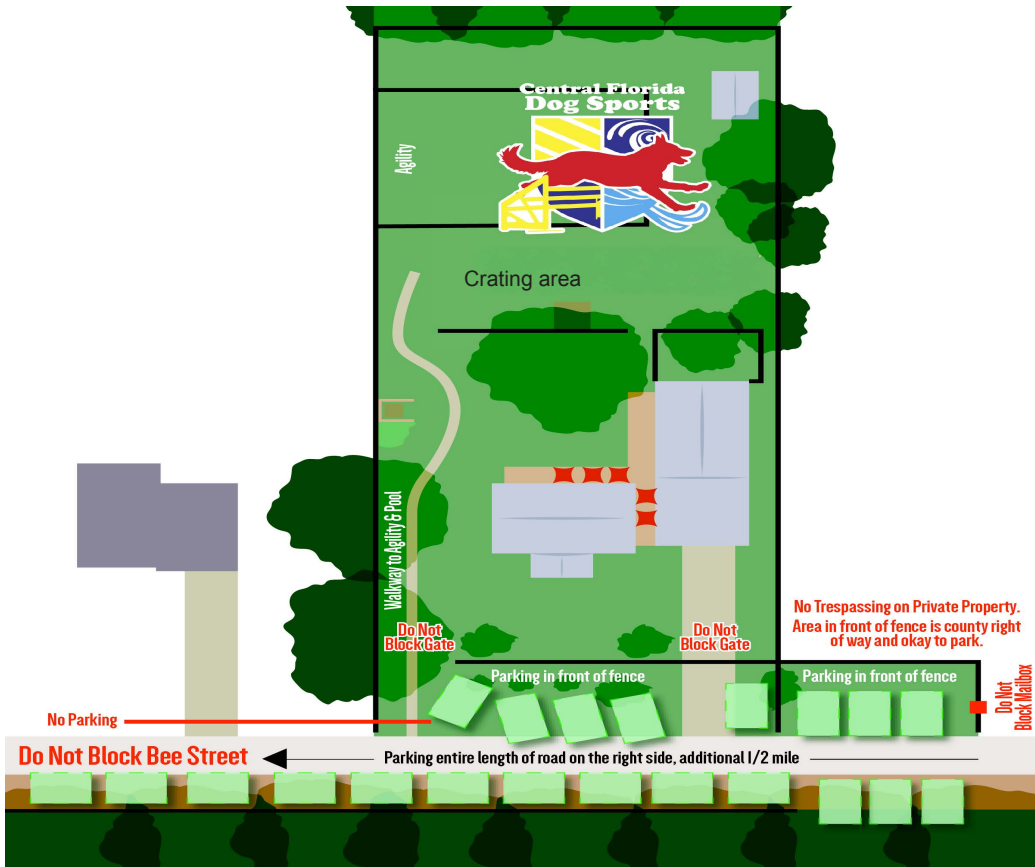 Central Florida
Dog Sports
Agility
Crating area
Walkway to Agility & Pool
Do Not
Block Gate
Do Not
Block Gate
No Trespassing on Private Property.
Area in front of fence is county right
of way and okay to park.
Parking in front of fence
Parking in front of fence
Do Not
Block Mailbox
No Parking
Do Not Block Bee Street
Parking entire length of road on the right side, additional 1/2 mile